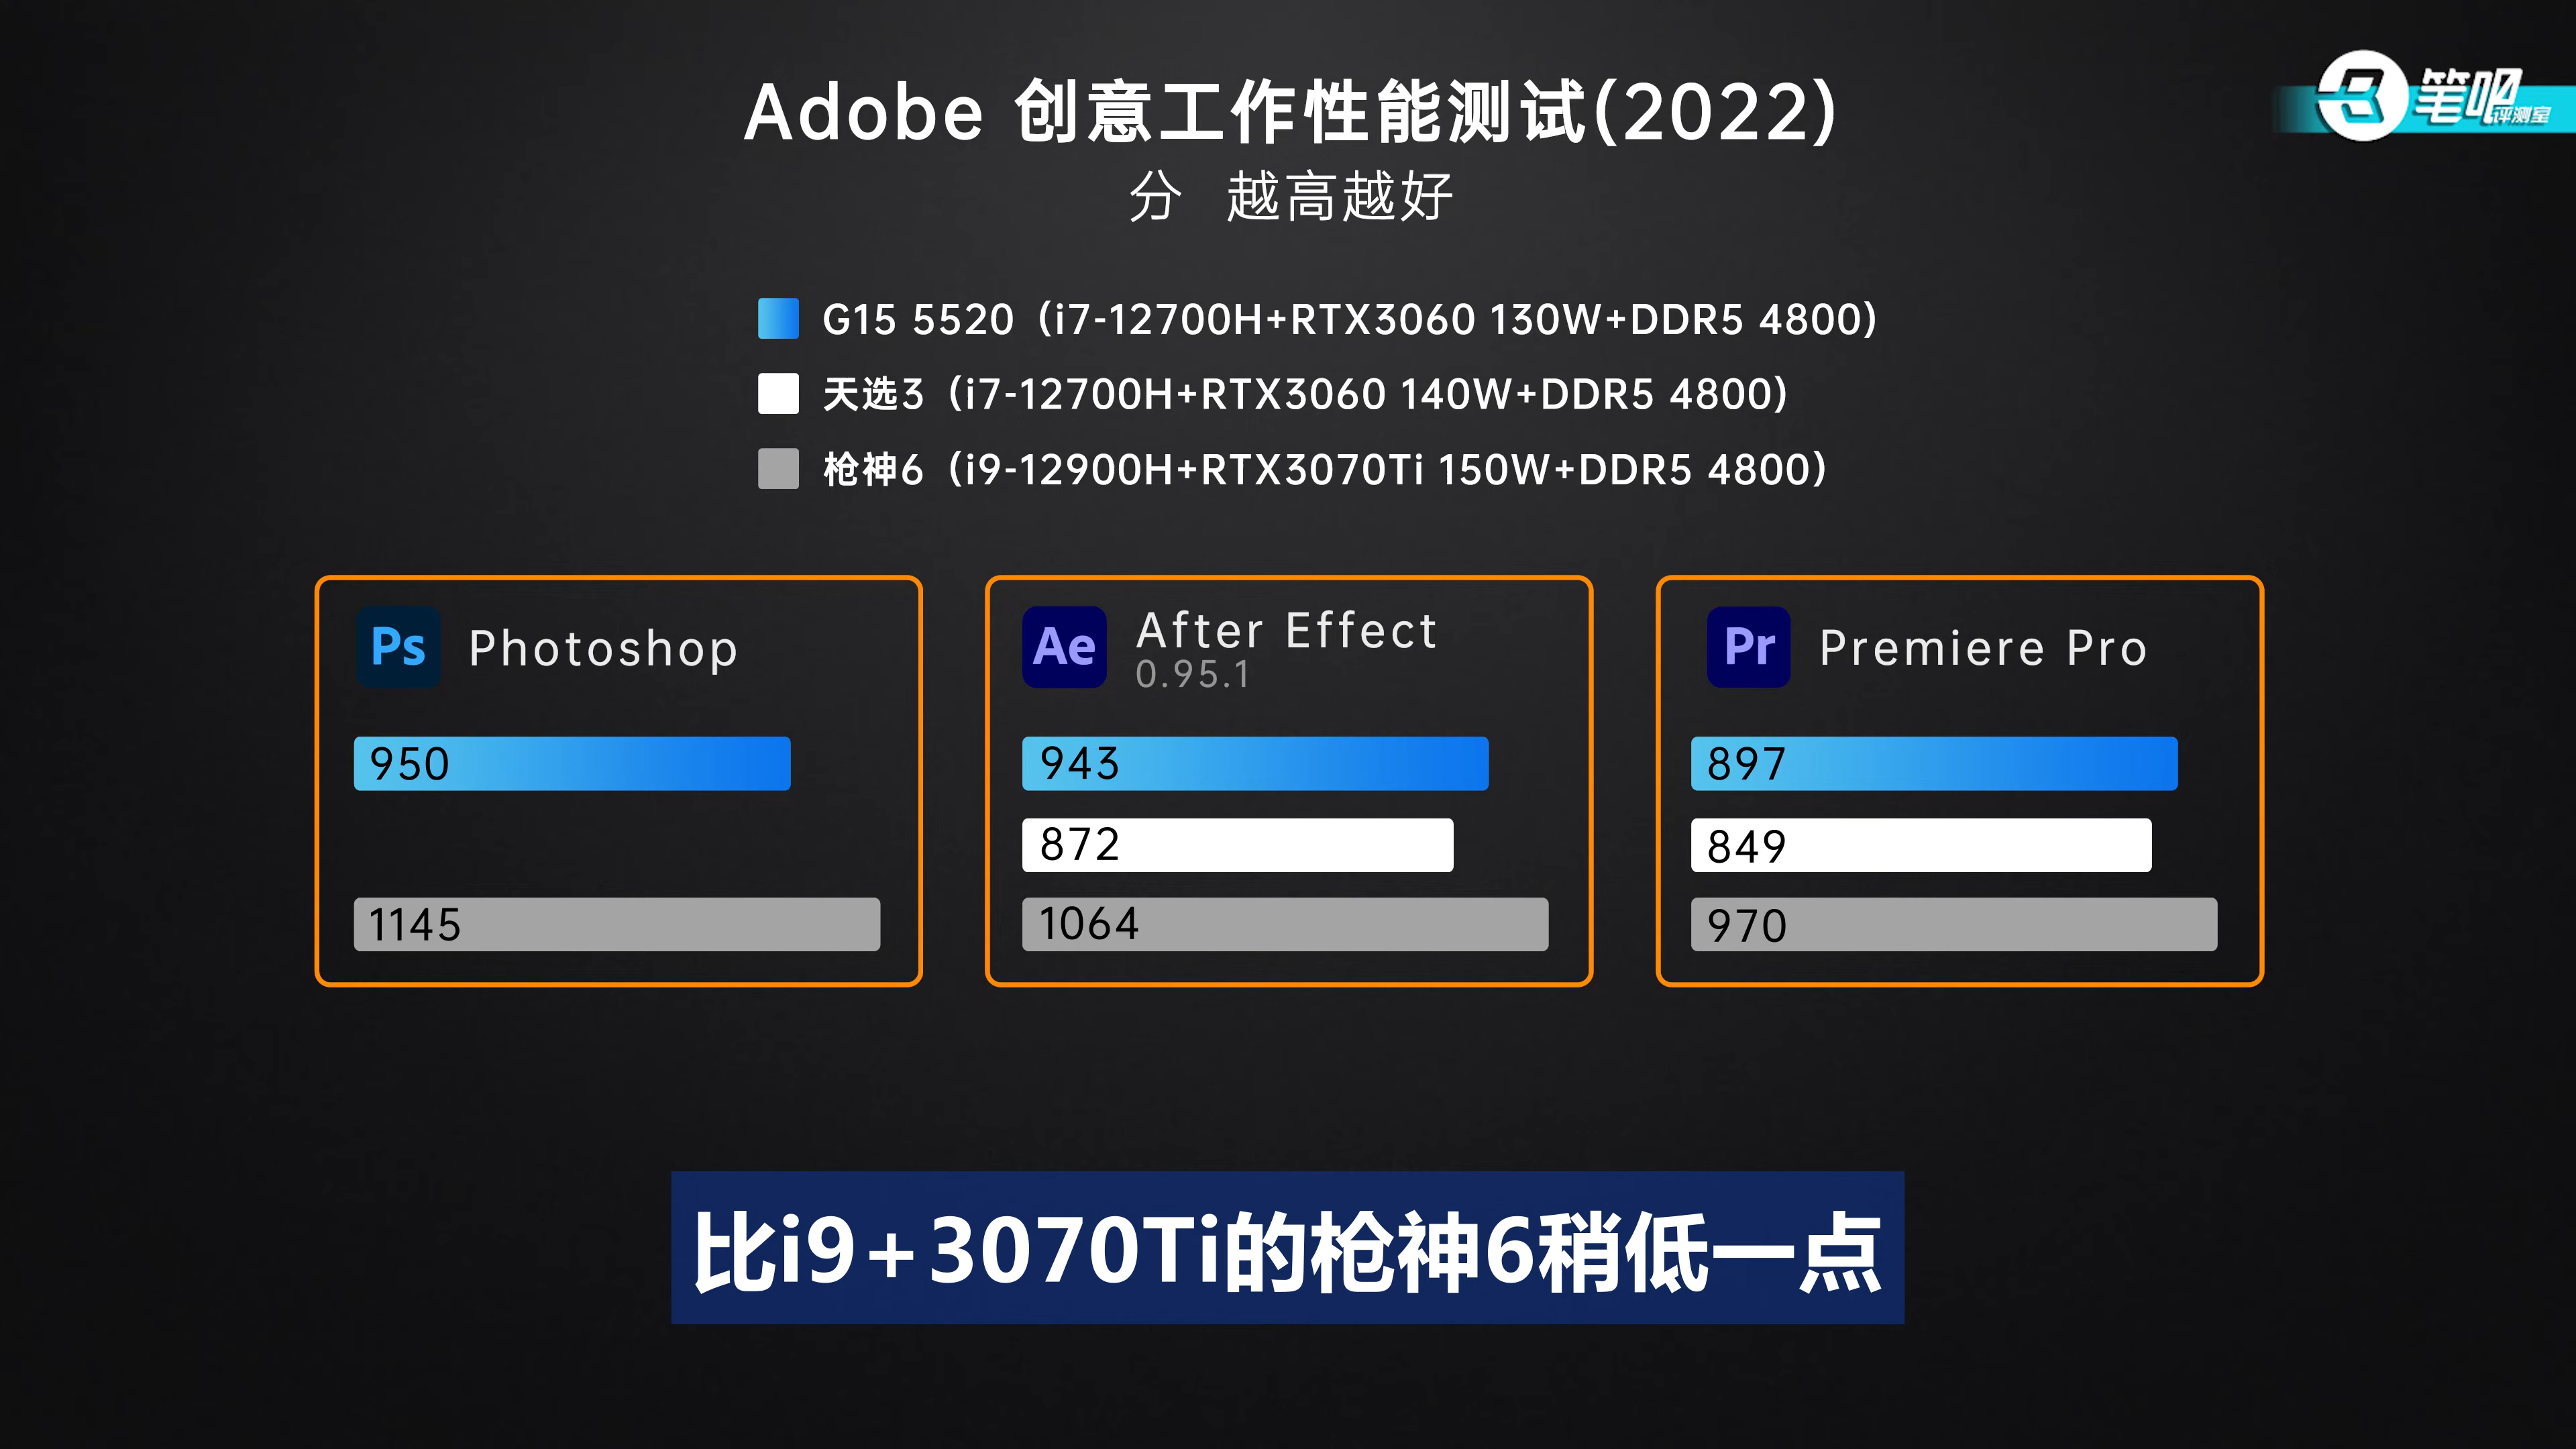 笔吧评测室
Adobe 创意工作性能测试(2022)
分 越高越好
G15 5520（i7-12700H+RTX3060 130W+DDR5 4800）
天选3（i7-12700H+RTX3060 140W+DDR5 4800）
枪神6（i9-12900H+RTX3070Ti 150W+DDR5 4800）
Ps Photoshop
950
1145
Ae After Effect
0.95.1
943
872
1064
Pr Premiere Pro
897
849
970
比i9+3070Ti的枪神6稍低一点